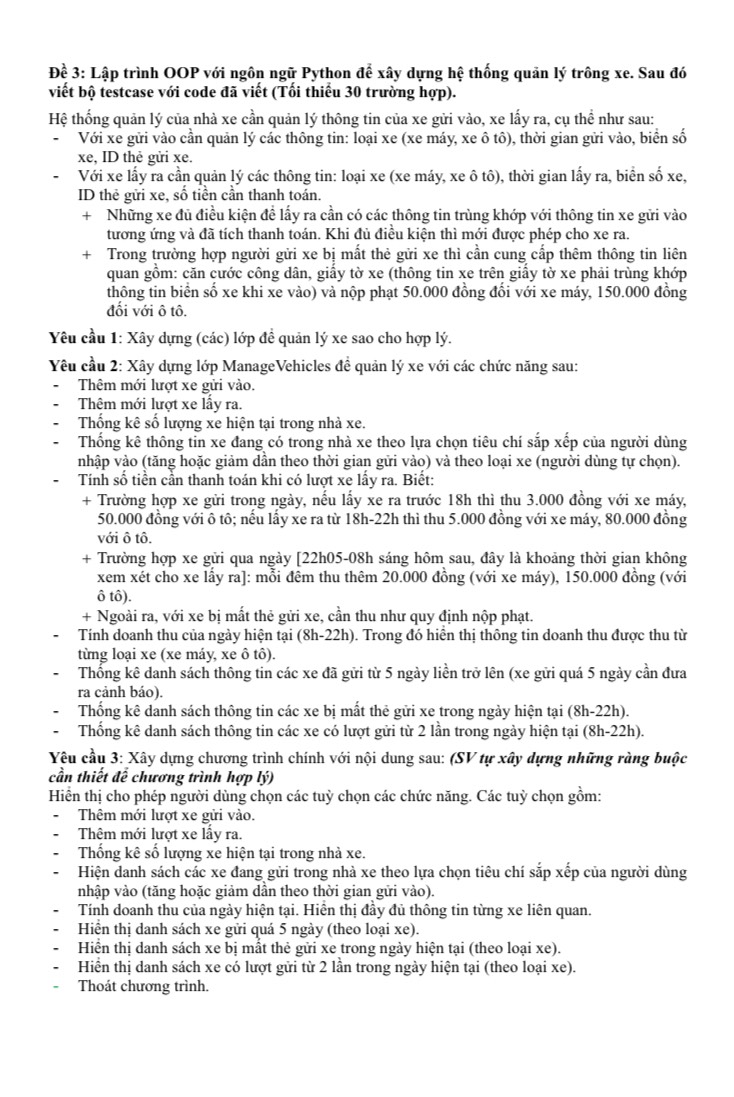 Đề 3: Lập trình OOP với ngôn ngữ Python để xây dựng hệ thống quản lý trông xe. Sau đó
viết bộ testcase với code đã viết (Tối thiểu 30 trường hợp).
Hệ thống quản lý của nhà xe cần quản lý thông tin của xe gửi vào, xe lấy ra, cụ thể như sau:
- Với xe gửi vào cần quản lý các thông tin: loại xe (xe máy, xe ô tô), thời gian gửi vào, biển số
xe, ID thẻ gửi xe.
- Với xe lấy ra cần quản lý các thông tin: loại xe (xe máy, xe ô tô), thời gian lấy ra, biển số xe,
ID thẻ gửi xe, số tiền cần thanh toán.
+ Những xe đủ điều kiện để lấy ra cần có các thông tin trùng khớp với thông tin xe gửi vào
tương ứng và đã tích thanh toán. Khi đủ điều kiện thì mới được phép cho xe ra.
+ Trong trường hợp người gửi xe bị mất thẻ gửi xe thì cần cung cấp thêm thông tin liên
quan gồm: căn cước công dân, giấy tờ xe (thông tin xe trên giấy tờ xe phải trùng khớp
thông tin biển số xe khi xe vào) và nộp phạt 50.000 đồng đối với xe máy, 150.000 đồng
đối với ô tô.
Yêu cầu 1: Xây dựng (các) lớp để quản lý xe sao cho hợp lý.
Yêu cầu 2: Xây dựng lớp ManageVehicles để quản lý xe với các chức năng sau:
- Thêm mới lượt xe gửi vào.
- Thêm mới lượt xe lấy ra.
- Thống kê số lượng xe hiện tại trong nhà xe.
- Thống kê thông tin xe đang có trong nhà xe theo lựa chọn tiêu chí sắp xếp của người dùng
nhập vào (tăng hoặc giảm dần theo thời gian gửi vào) và theo loại xe (người dùng tự chọn).
- Tính số tiền cần thanh toán khi có lượt xe lấy ra. Biết:
+ Trường hợp xe gửi trong ngày, nếu lấy xe ra trước 18h thì thu 3.000 đồng với xe máy,
50.000 đồng với ô tô; nếu lấy xe ra từ 18h-22h thì thu 5.000 đồng với xe máy, 80.000 đồng
với ô tô.
+ Trường hợp xe gửi qua ngày [22h05-08h sáng hôm sau, đây là khoảng thời gian không
xem xét cho xe lấy ra]: mỗi đêm thu thêm 20.000 đồng (với xe máy), 150.000 đồng (với
ô tô).
+ Ngoài ra, với xe bị mất thẻ gửi xe, cần thu như quy định nộp phạt.
- Tính doanh thu của ngày hiện tại (8h-22h). Trong đó hiển thị thông tin doanh thu được thu từ
từng loại xe (xe máy, xe ô tô).
- Thống kê danh sách thông tin các xe đã gửi từ 5 ngày liền trở lên (xe gửi quá 5 ngày cần đưa
ra cảnh báo).
- Thống kê danh sách thông tin các xe bị mất thẻ gửi xe trong ngày hiện tại (8h-22h).
- Thống kê danh sách thông tin các xe có lượt gửi từ 2 lần trong ngày hiện tại (8h-22h).
Yêu cầu 3: Xây dựng chương trình chính với nội dung sau: (SV tự xây dựng những ràng buộc
cần thiết để chương trình hợp lý)
Hiển thị cho phép người dùng chọn các tuỳ chọn các chức năng. Các tuỳ chọn gồm:
- Thêm mới lượt xe gửi vào.
- Thêm mới lượt xe lấy ra.
- Thống kê số lượng xe hiện tại trong nhà xe.
- Hiện danh sách các xe đang gửi trong nhà xe theo lựa chọn tiêu chí sắp xếp của người dùng
nhập vào (tăng hoặc giảm dần theo thời gian gửi vào).
- Tính doanh thu của ngày hiện tại. Hiển thị đầy đủ thông tin từng xe liên quan.
- Hiển thị danh sách xe gửi quá 5 ngày (theo loại xe).
- Hiển thị danh sách xe bị mất thẻ gửi xe trong ngày hiện tại (theo loại xe).
- Hiển thị danh sách xe có lượt gửi từ 2 lần trong ngày hiện tại (theo loại xe).
- Thoát chương trình.